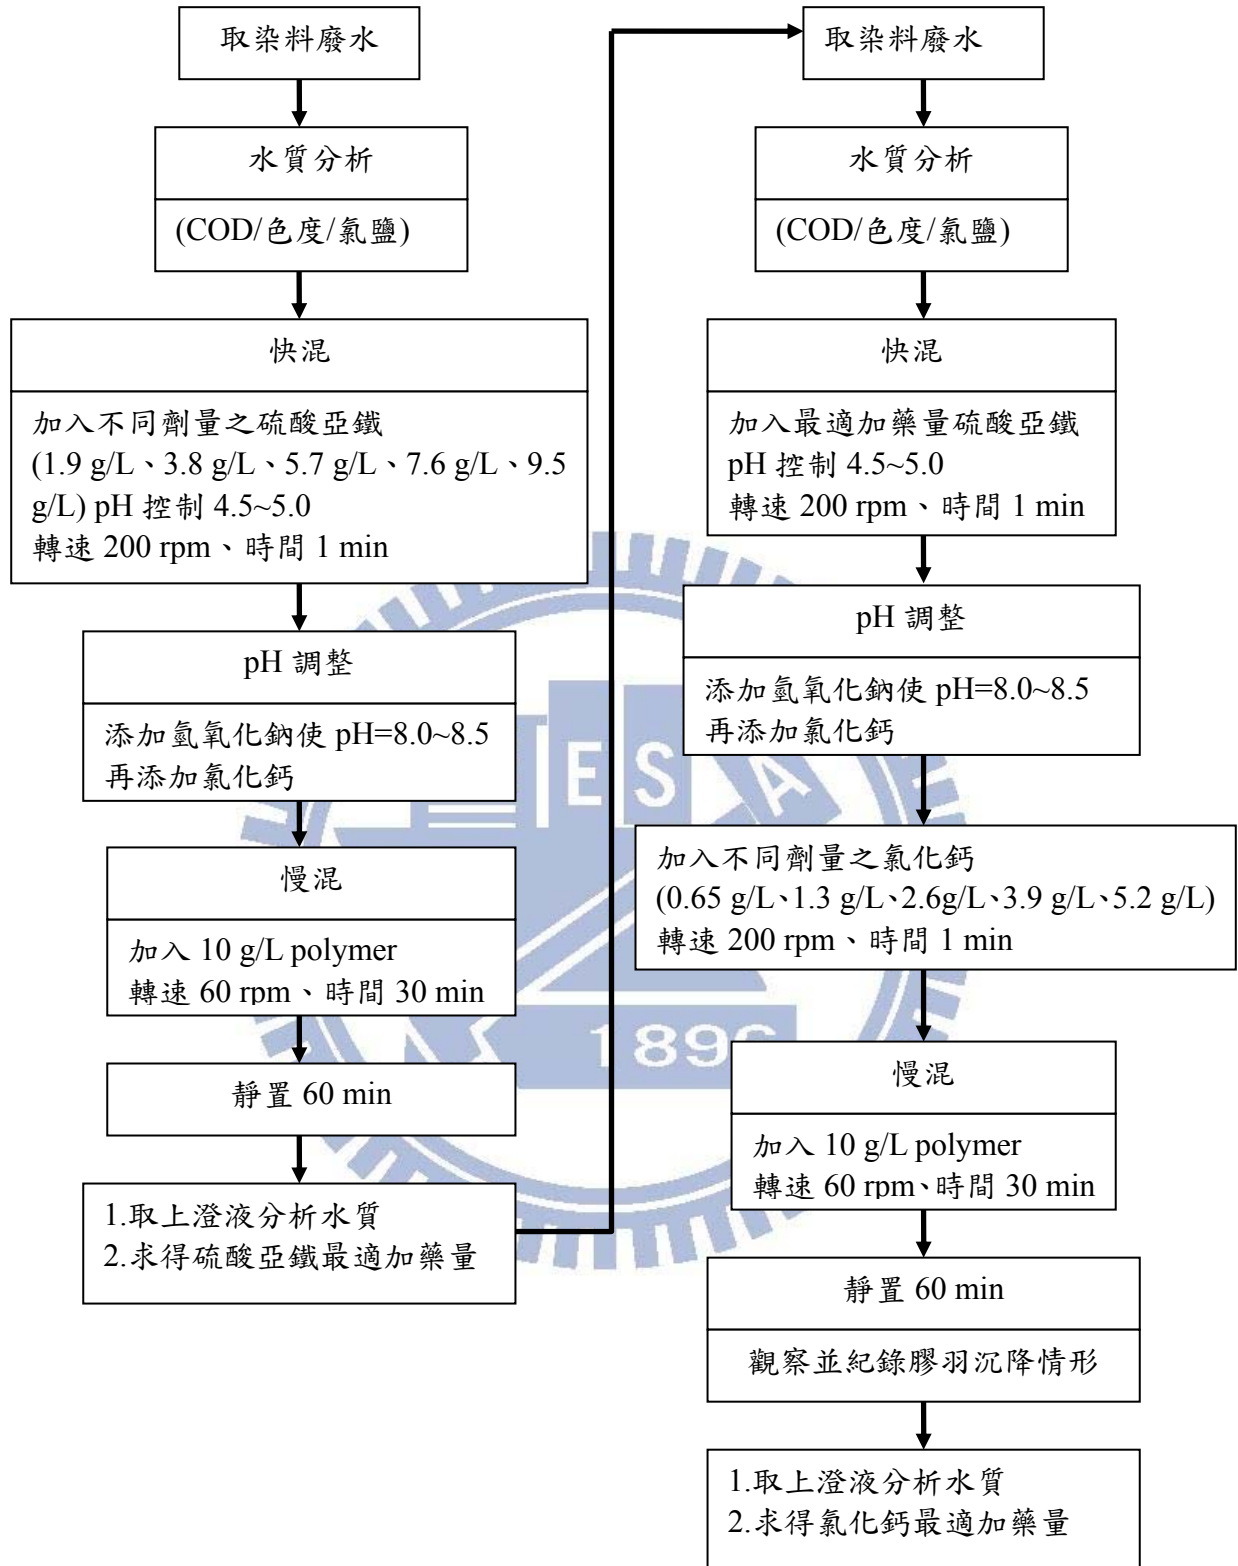 取染料廢水
水質分析
(COD/色度/氯鹽)
快混
加入不同劑量之硫酸亞鐵
(1.9 g/L、3.8 g/L、5.7 g/L、7.6 g/L、9.5
g/L) pH 控制 4.5~5.0
轉速 200 rpm、時間 1 min
pH 調整
添加氫氧化鈉使 pH=8.0~8.5
再添加氯化鈣
慢混
加入 10 g/L polymer
轉速 60 rpm、時間 30 min
靜置 60 min
1.取上澄液分析水質
2.求得硫酸亞鐵最適加藥量
取染料廢水
水質分析
(COD/色度/氯鹽)
快混
加入最適加藥量硫酸亞鐵
pH 控制 4.5~5.0
轉速 200 rpm、時間 1 min
pH 調整
添加氫氧化鈉使 pH=8.0~8.5
再添加氯化鈣
加入不同劑量之氯化鈣
(0.65 g/L、1.3 g/L、2.6g/L、3.9 g/L、5.2 g/L)
轉速 200 rpm、時間 1 min
慢混
加入 10 g/L polymer
轉速 60 rpm、時間 30 min
靜置 60 min
觀察並紀錄膠羽沉降情形
1.取上澄液分析水質
2.求得氯化鈣最適加藥量
E S A
1896